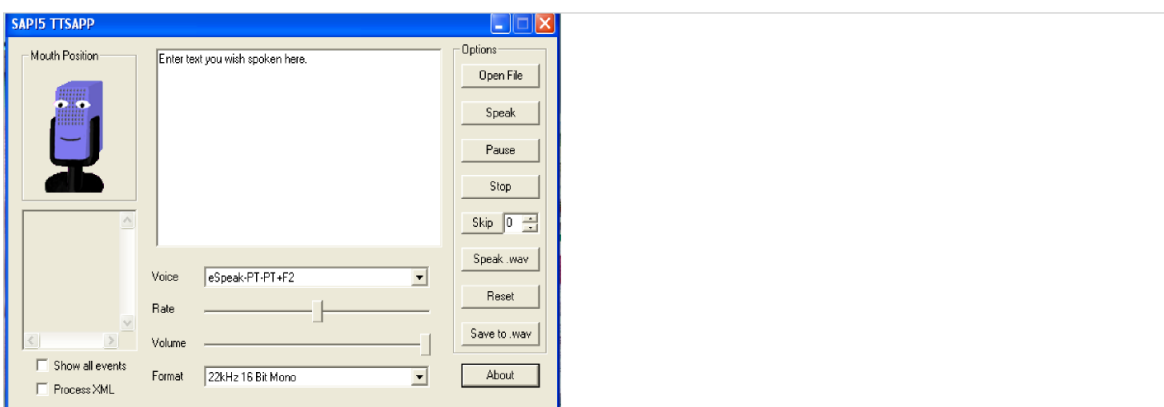 SAPI5 TTSAPP
Mouth Position
Enter text you wish spoken here.
Options
Open File
Speak
Pause
Stop
Skip 0
Speak .wav
Reset
Save to .wav
Voice eSpeak-PT-PT+F2
Rate
Volume
Format 22kHz 16 Bit Mono
Show all events
Process XML
About